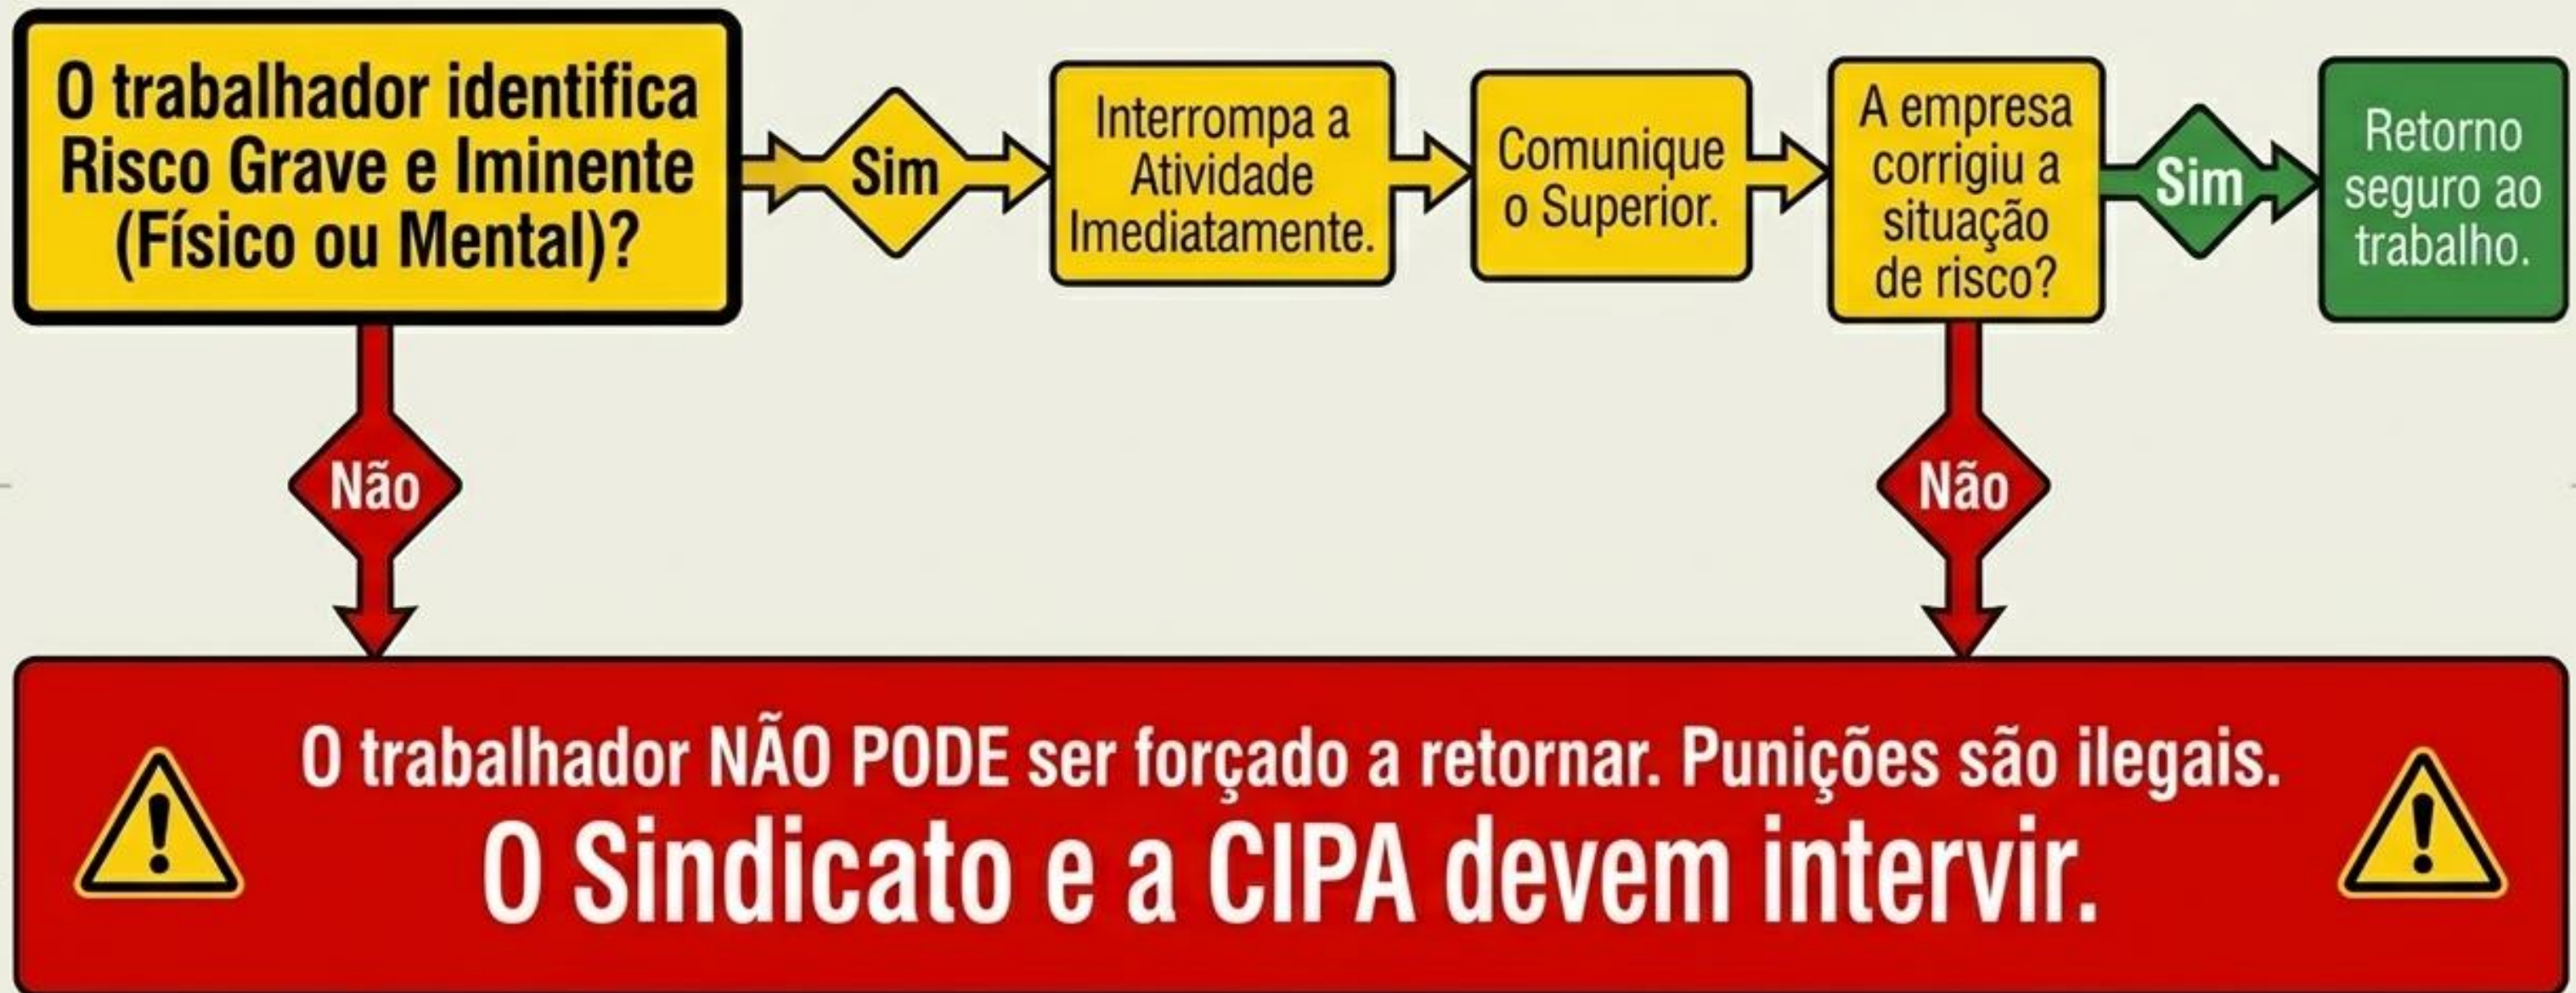 O trabalhador identifica
Risco Grave e Iminente
(Físico ou Mental)?
Sim
Interrompa a
Atividade
Imediatamente.
Comunique
o Superior.
A empresa
corrigiu a
situação
de risco?
Sim
Retorno
seguro ao
trabalho.
Não
Não
O trabalhador NÃO PODE ser forçado a retornar. Punições são ilegais.
O Sindicato e a CIPA devem intervir.